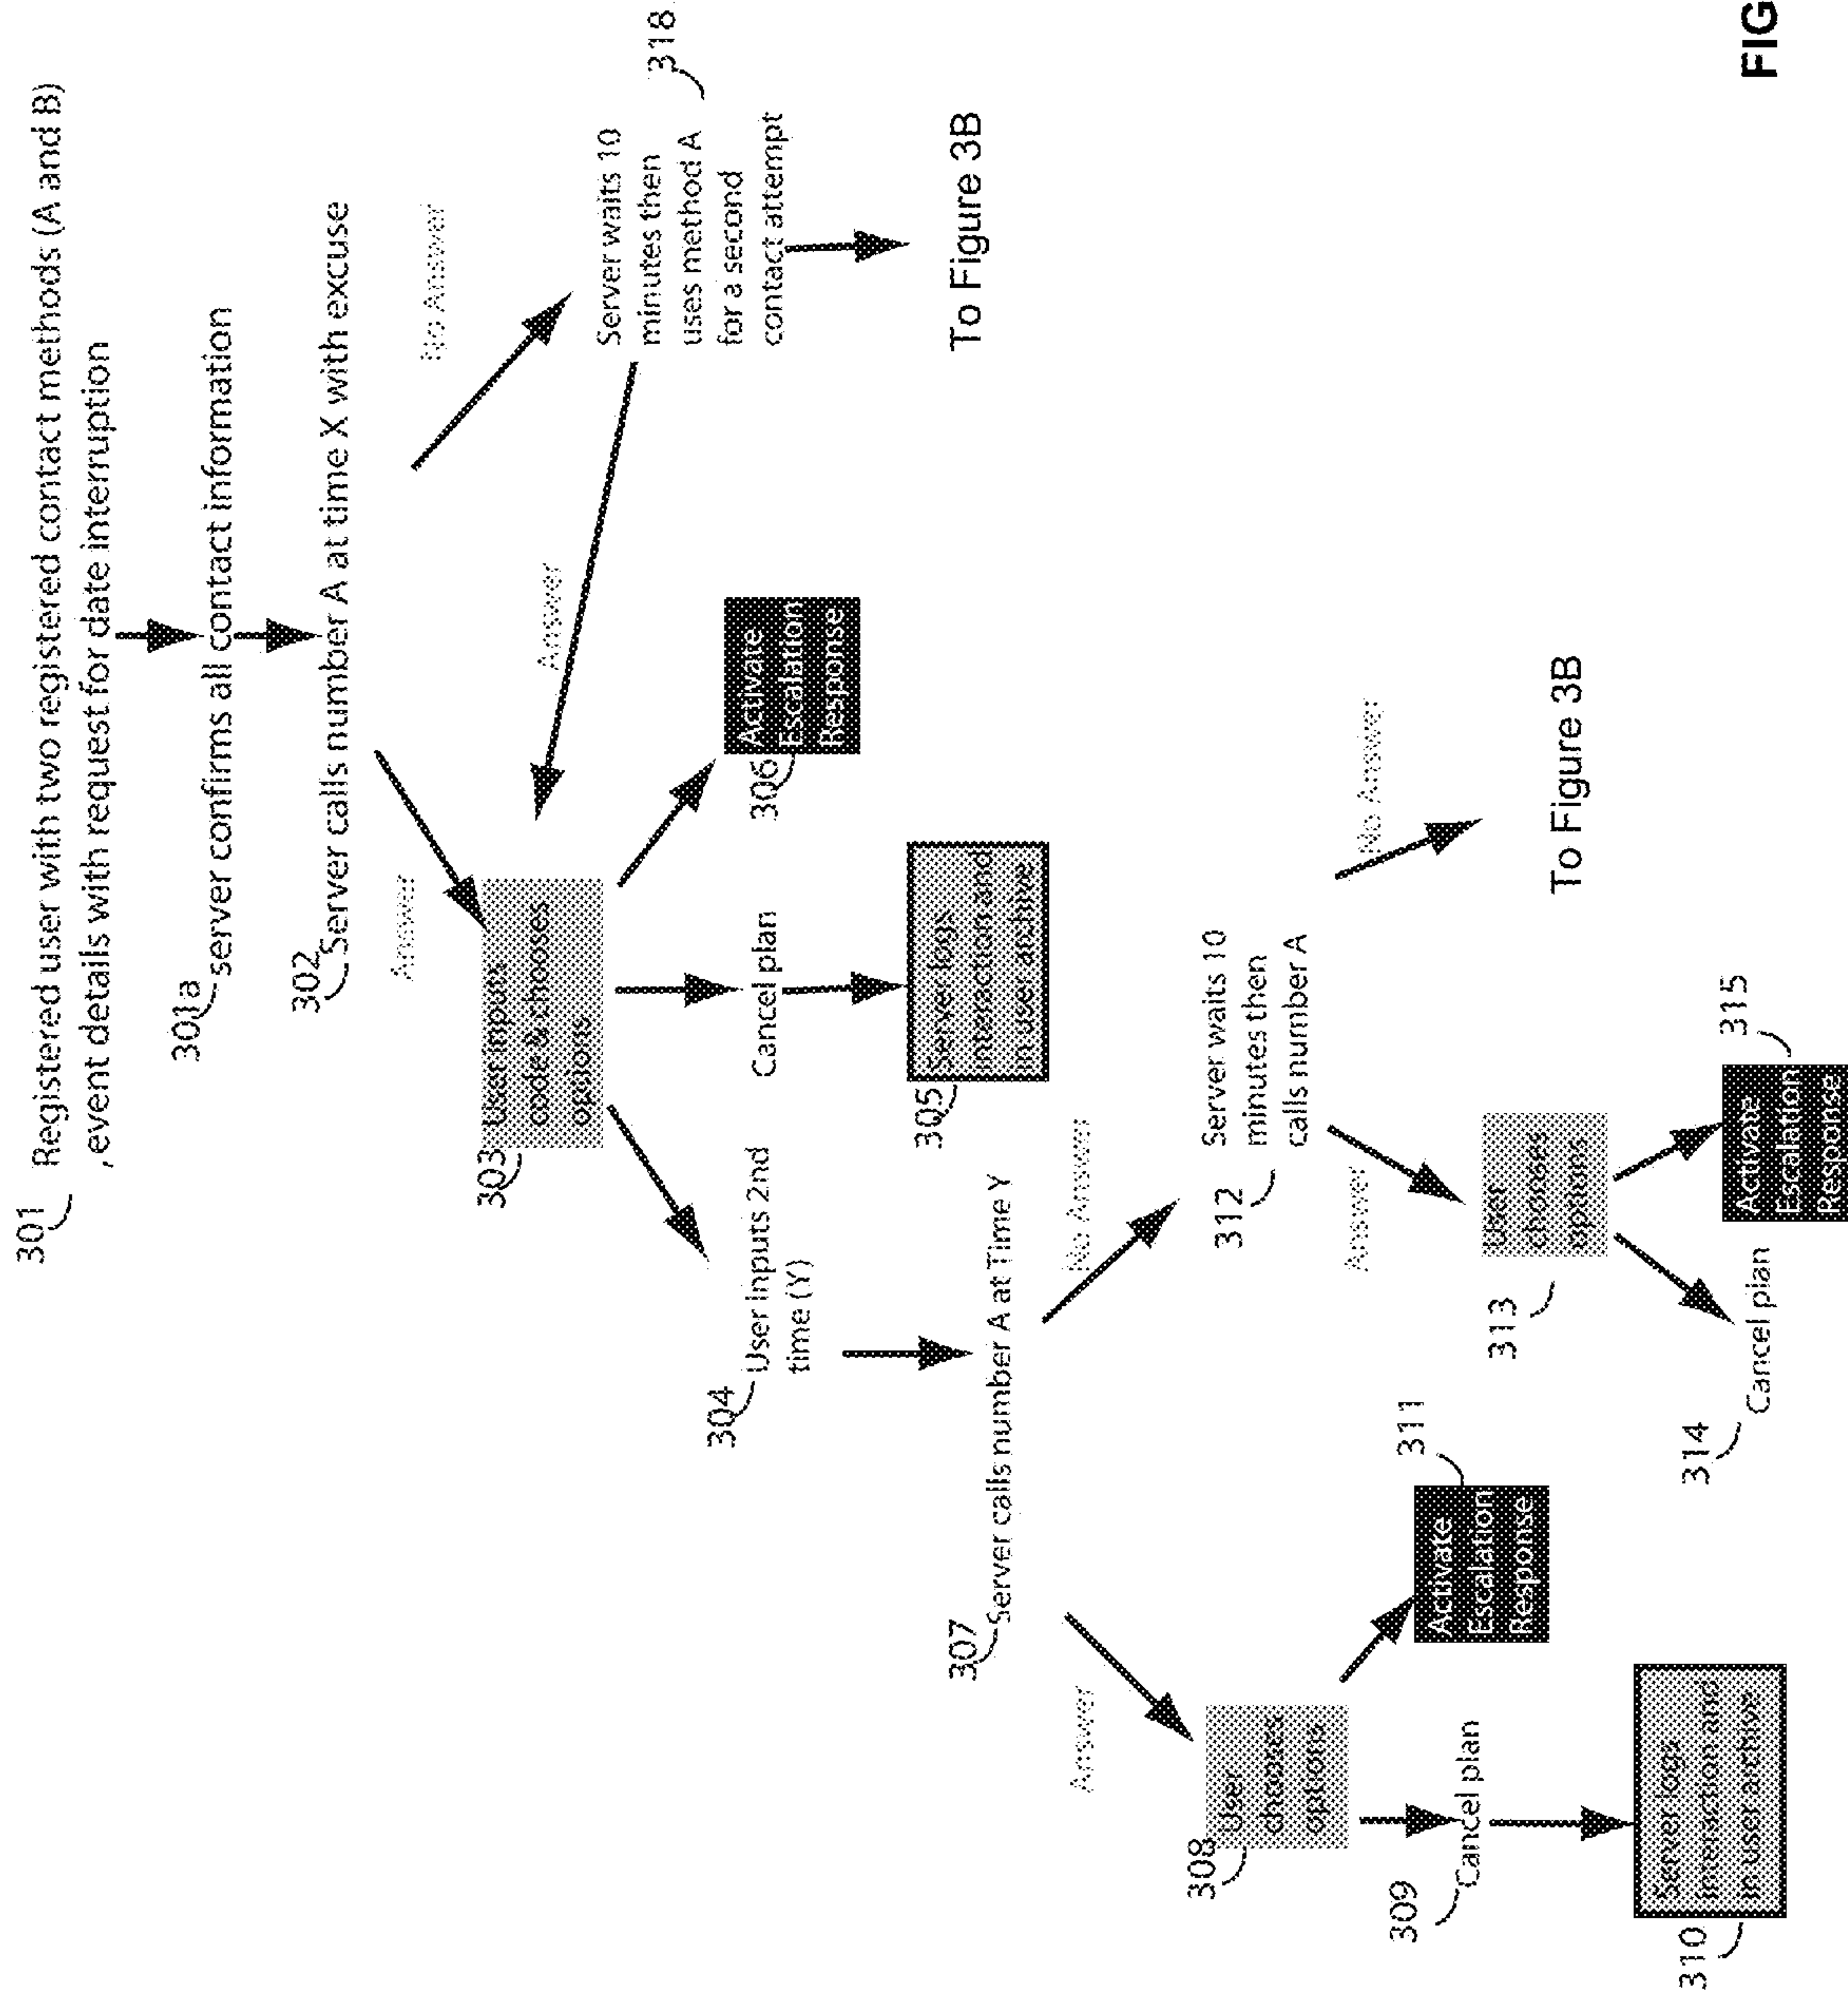 301
Registered user with two registered contact methods (A and B)
,event details with request for date interruption
301a
server confirms all contact information
302
Server calls number A at time X with excuse
Answer
No Answer
303
User inputs
code & chooses
options
Answer
Server waits 10
minutes then
uses method A
for a second
contact attempt
318
To Figure 3B
304
User Inputs 2nd
time (Y)
Cancel plan
306
Activate
Escalation
Response
305
Server logs
interaction and
in user archive
307
Server calls number A at Time Y
Answer
No Answer
308
User
chooses
options
312
Server waits 10
minutes then
calls number A
Answer
No Answer
To Figure 3B
309
Cancel plan
311
Activate
Escalation
Response
313
User
chooses
options
310
Server logs
interaction and
in user archive
314
Cancel plan
315
Activate
Escalation
Response
FIG